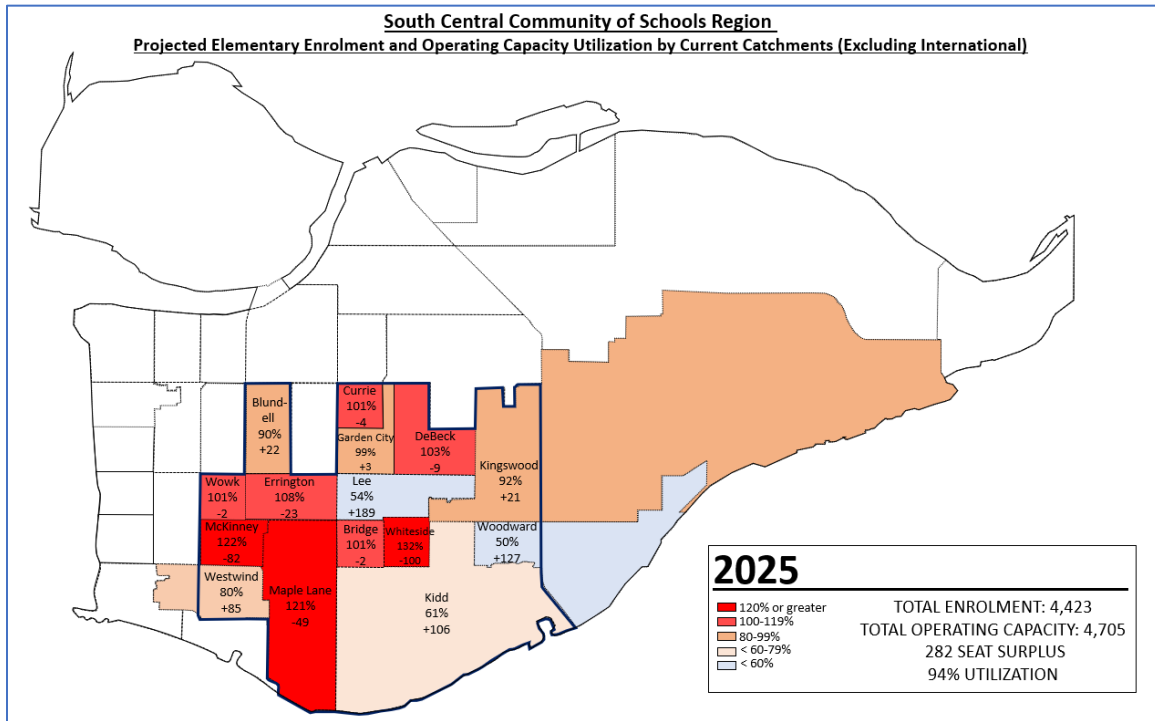 South Central Community of Schools Region
Projected Elementary Enrolment and Operating Capacity Utilization by Current Catchments (Excluding International)
Blund-
ell
90%
+22
Currie
101%
-4
Garden City
99%
+3
DeBeck
103%
-9
Kingswood
92%
+21
Wowk
101%
-2
Errington
108%
-23
Lee
54%
+189
McKinney
122%
-82
Maple Lane
121%
-49
Bridge
101%
-2
Whiteside
132%
-100
Woodward
50%
+127
Westwind
80%
+85
Kidd
61%
+106
2025
120% or greater
100-119%
80-99%
< 60-79%
< 60%
TOTAL ENROLMENT: 4,423
TOTAL OPERATING CAPACITY: 4,705
282 SEAT SURPLUS
94% UTILIZATION